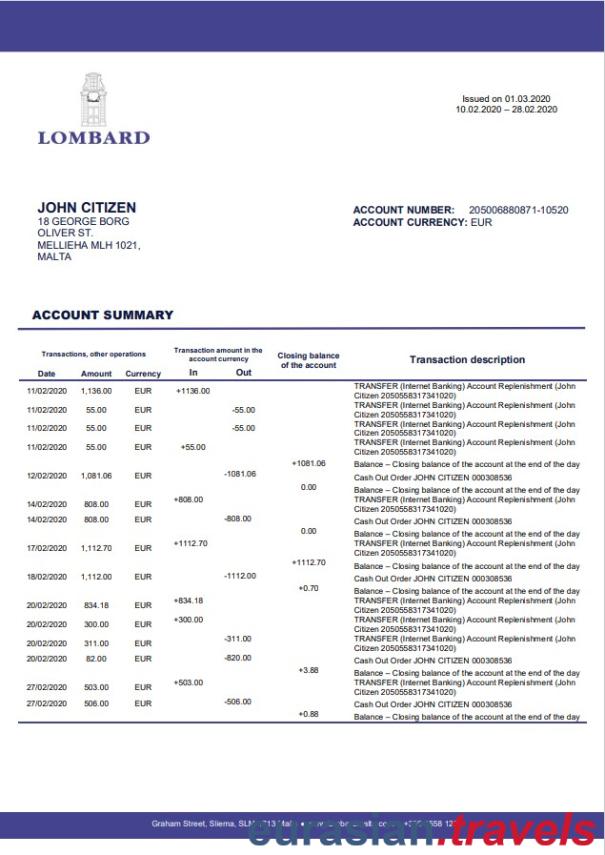 Issued on 01.03.2020
10.02.2020 – 28.02.2020
LOMBARD
JOHN CITIZEN
18 GEORGE BORG
OLIVER ST.
MELLIEHA MLH 1021,
MALTA
ACCOUNT NUMBER: 205006880871-10520
ACCOUNT CURRENCY: EUR
ACCOUNT SUMMARY
Transactions, other operations
Transaction amount in the
account currency
Closing balance
of the account
Transaction description
Date Amount Currency In Out
11/02/2020 1,136.00 EUR +1136.00 TRANSFER (Internet Banking) Account Replenishment (John
Citizen 2050558317341020)
11/02/2020 55.00 EUR -55.00 TRANSFER (Internet Banking) Account Replenishment (John
Citizen 2050558317341020)
11/02/2020 55.00 EUR -55.00 TRANSFER (Internet Banking) Account Replenishment (John
Citizen 2050558317341020)
11/02/2020 55.00 EUR +55.00 TRANSFER (Internet Banking) Account Replenishment (John
Citizen 2050558317341020)
+1081.06 Balance – Closing balance of the account at the end of the day
12/02/2020 1,081.06 EUR -1081.06 Cash Out Order JOHN CITIZEN 000308536
0.00 Balance – Closing balance of the account at the end of the day
14/02/2020 808.00 EUR +808.00 TRANSFER (Internet Banking) Account Replenishment (John
Citizen 2050558317341020)
14/02/2020 808.00 EUR -808.00 Cash Out Order JOHN CITIZEN 000308536
0.00 Balance – Closing balance of the account at the end of the day
17/02/2020 1,112.70 EUR +1112.70 TRANSFER (Internet Banking) Account Replenishment (John
Citizen 2050558317341020)
+1112.70 Balance – Closing balance of the account at the end of the day
18/02/2020 1,112.00 EUR -1112.00 Cash Out Order JOHN CITIZEN 000308536
+0.70 Balance – Closing balance of the account at the end of the day
20/02/2020 834.18 EUR +834.18 TRANSFER (Internet Banking) Account Replenishment (John
Citizen 2050558317341020)
20/02/2020 300.00 EUR +300.00 TRANSFER (Internet Banking) Account Replenishment (John
Citizen 2050558317341020)
20/02/2020 311.00 EUR -311.00 TRANSFER (Internet Banking) Account Replenishment (John
Citizen 2050558317341020)
20/02/2020 82.00 EUR -820.00 Cash Out Order JOHN CITIZEN 000308536
+3.88 Balance – Closing balance of the account at the end of the day
27/02/2020 503.00 EUR +503.00 TRANSFER (Internet Banking) Account Replenishment (John
Citizen 2050558317341020)
27/02/2020 506.00 EUR -506.00 Cash Out Order JOHN CITIZEN 000308536
+0.88 Balance – Closing balance of the account at the end of the day
Graham Street, Sliema,
eurasian.travels